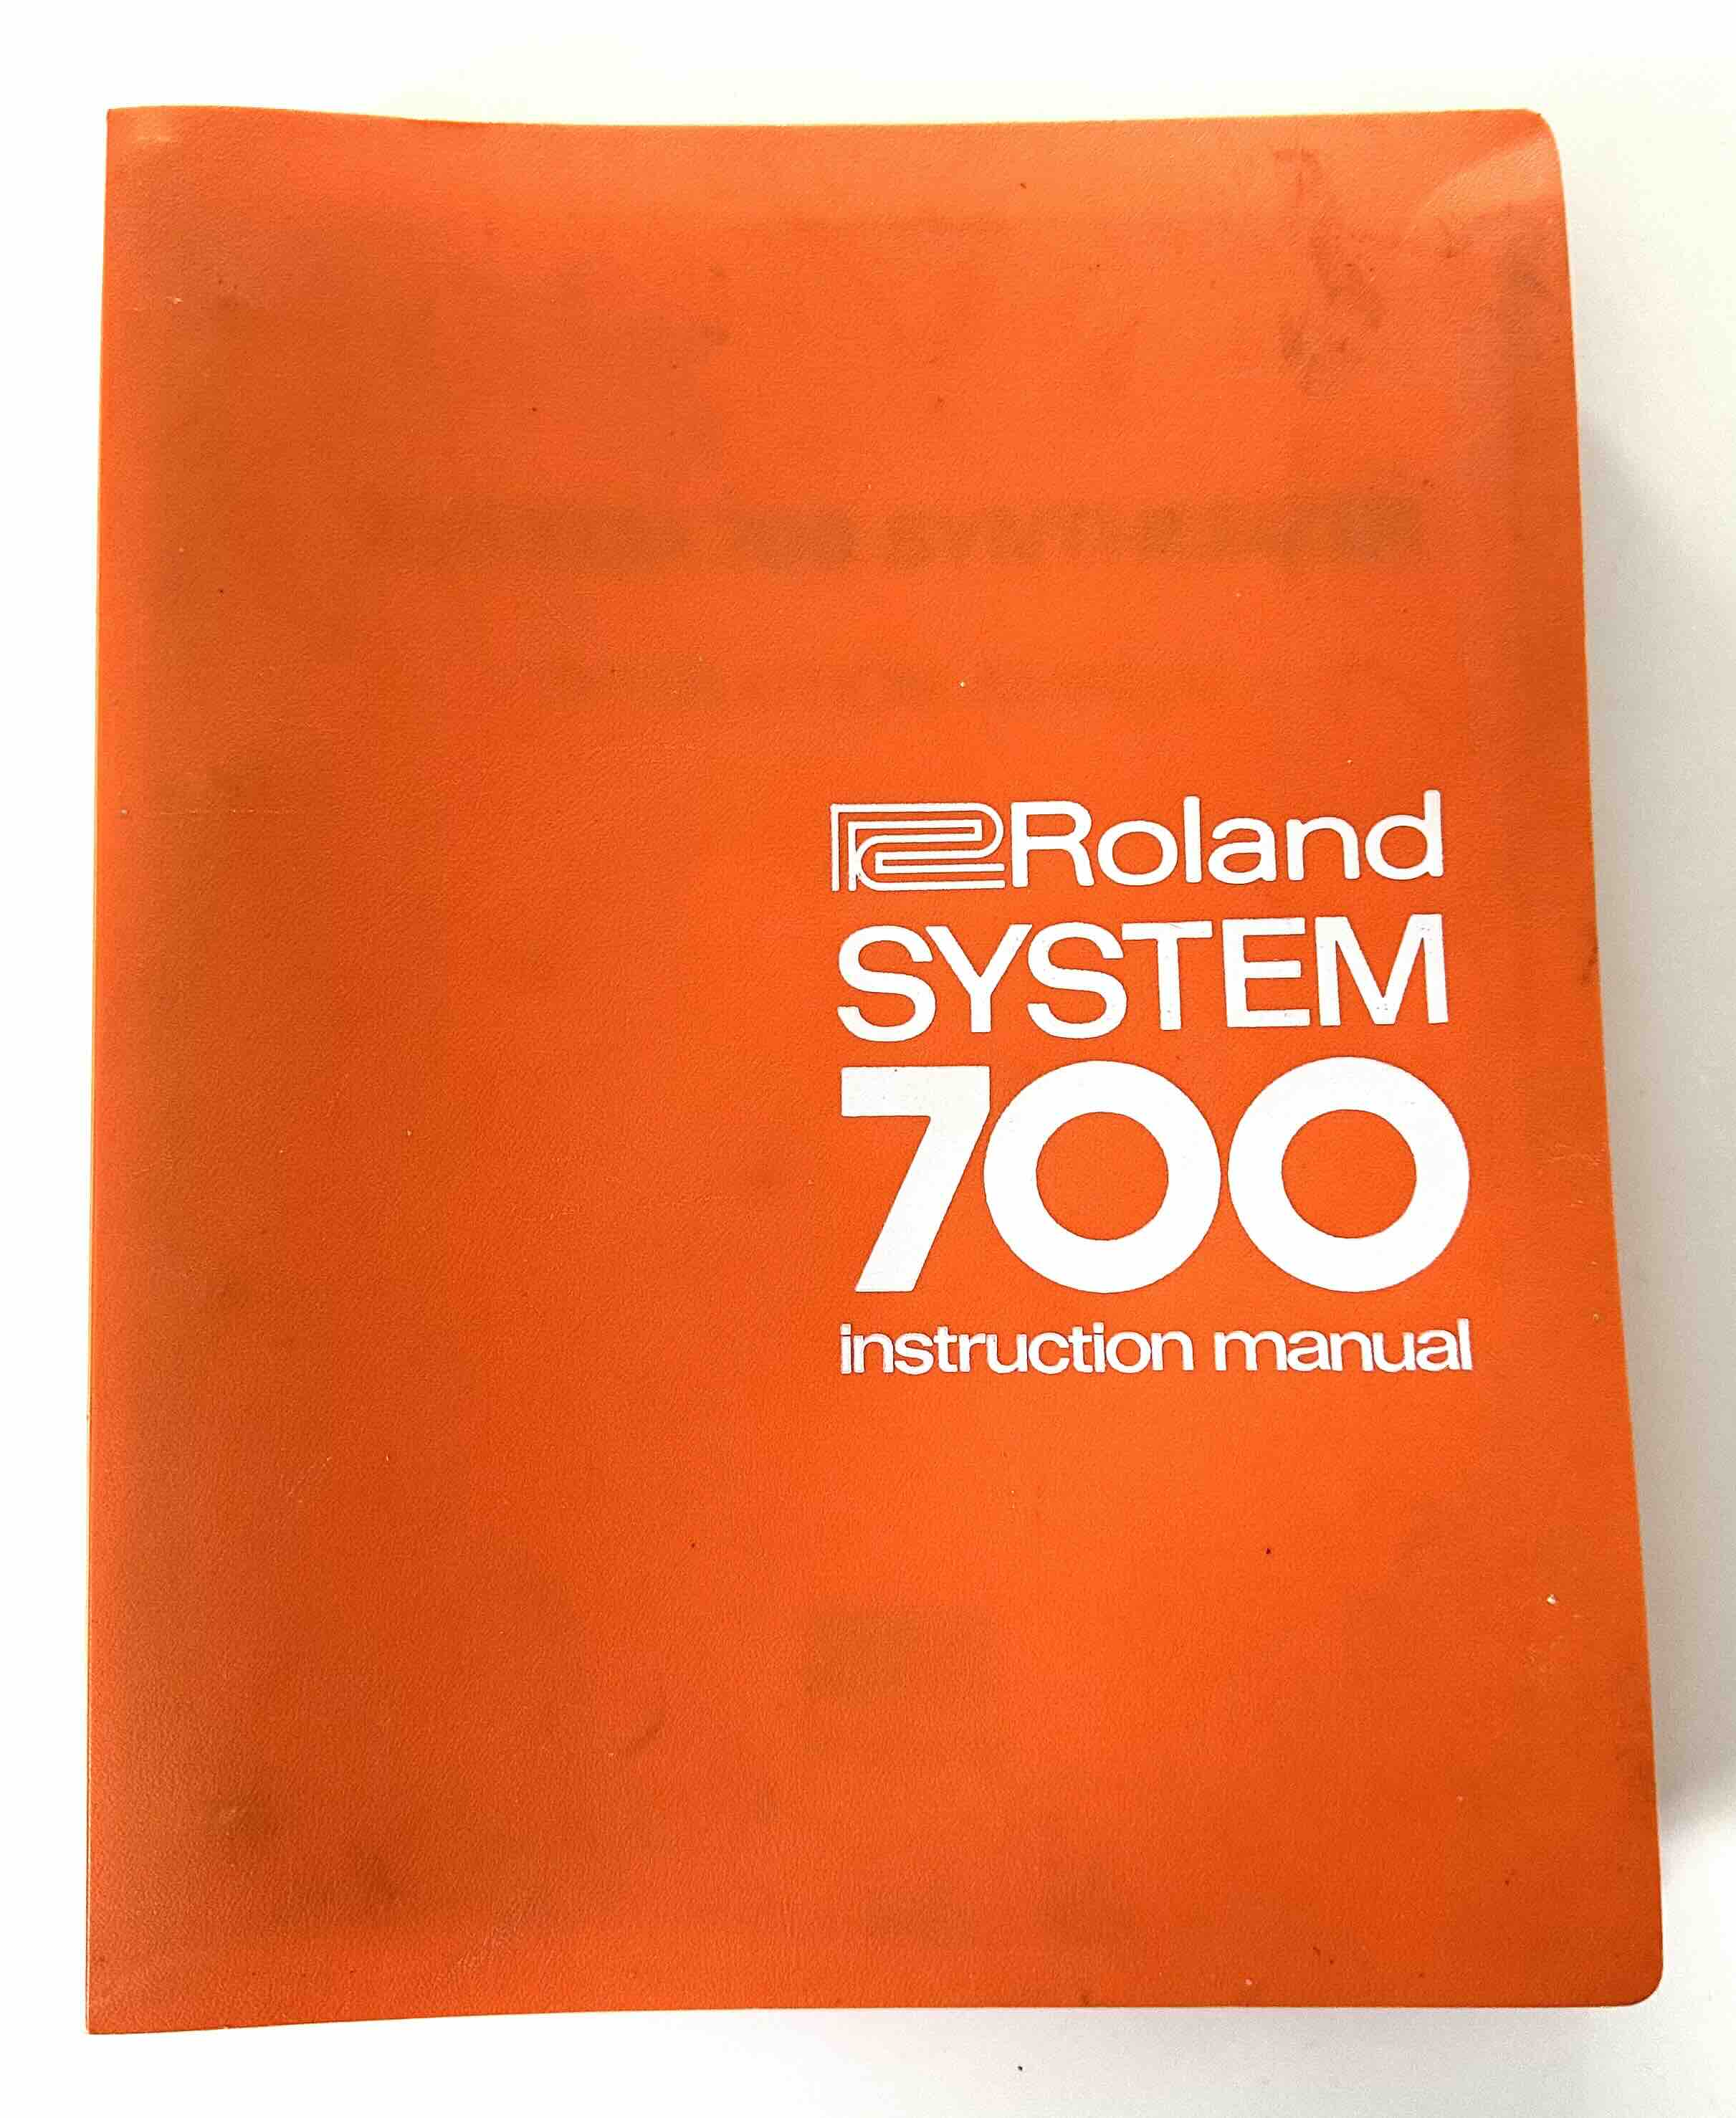 Roland
SYSTEM
700
instruction manual